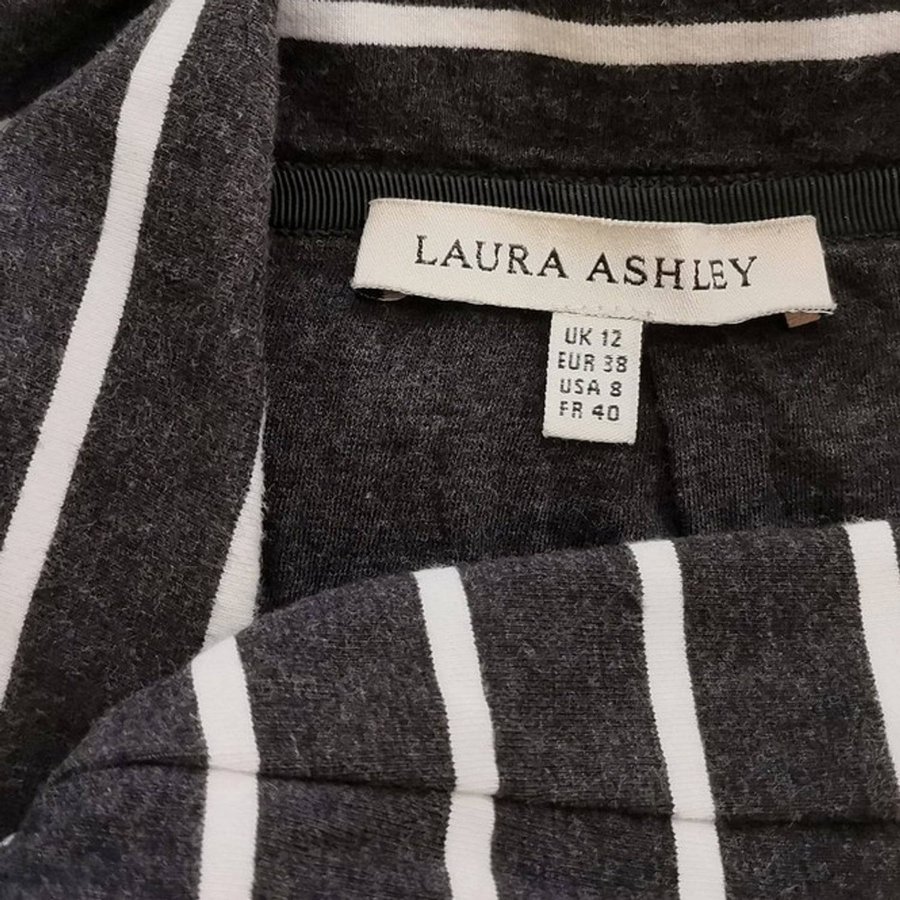 LAURA ASHLEY
UK 12
EUR 38
USA 8
FR 40